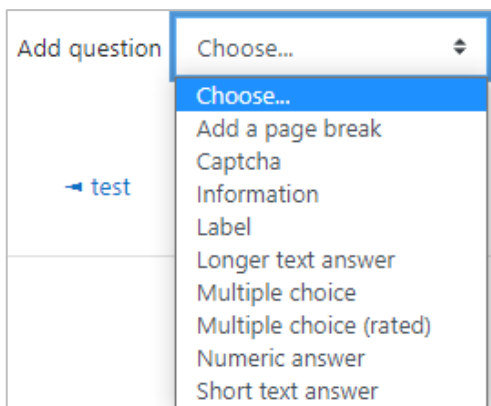 Add question Choose...
Choose...
Add a page break
Captcha
Information
◄ test
Label
Longer text answer
Multiple choice
Multiple choice (rated)
Numeric answer
Short text answer